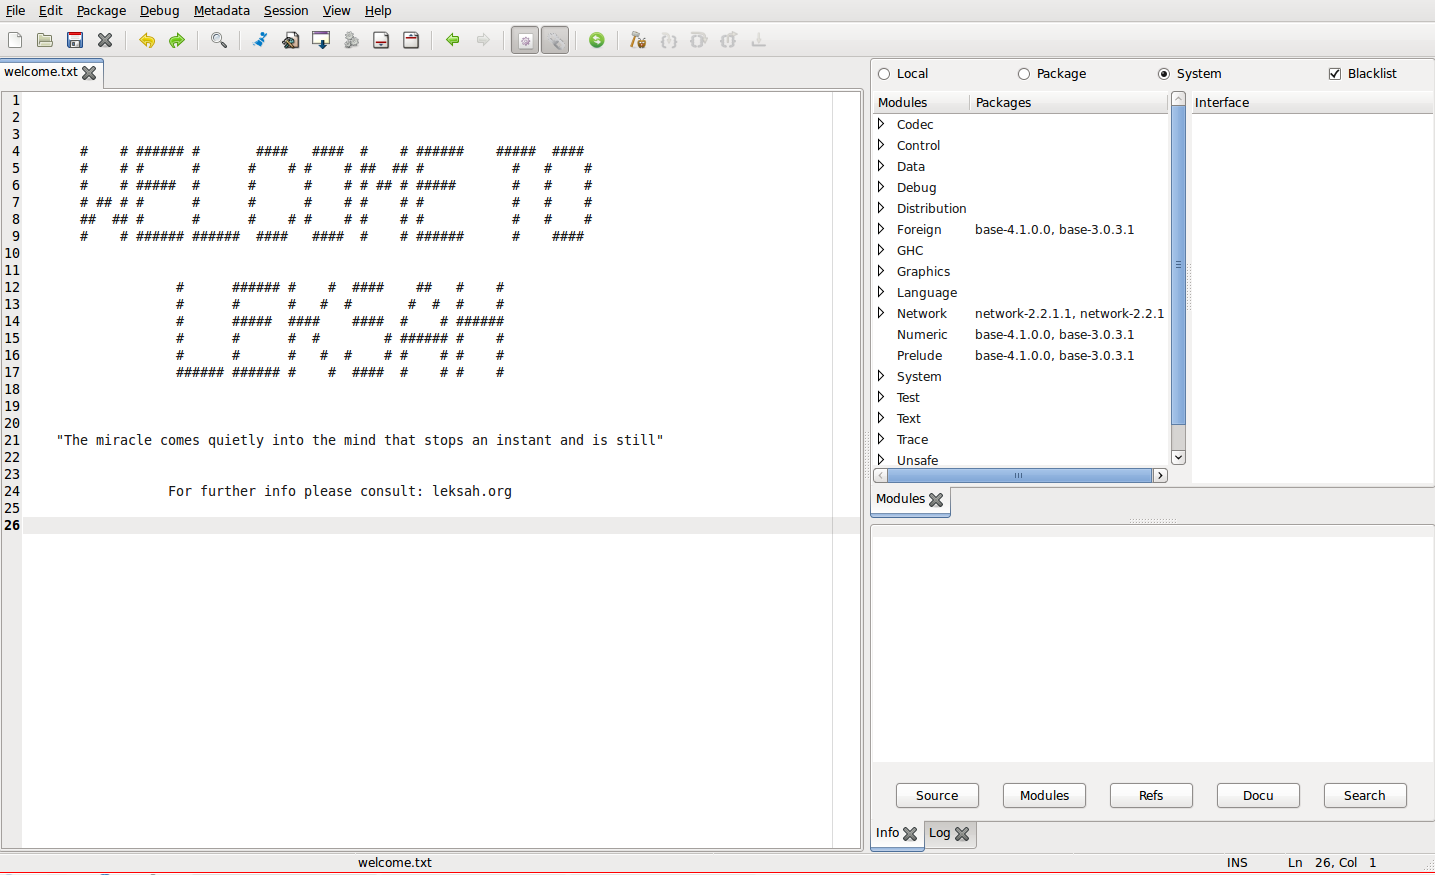 File Edit Package Debug Metadata Session View Help
welcome.txt
1
2
3
4 #    # ###### #       ####   ####  #    # ######    #####  ####
5 #    # #      #      #    # #    # ##  ## #           #   #    #
6 #    # #####  #      #      #    # # ## # #####       #   #    #
7 # ## # #      #      #      #    # #    # #           #   #    #
8 ##  ## #      #      #    # #    # #    # #           #   #    #
9 #    # ###### ######  ####   ####  #    # ######      #    ####
10
11
12 #      ###### #    #  ####    ##   #    #
13 #      #      #   #  #       #  #  #    #
14 #      #####  ####    ####  #    # ######
15 #      #      #  #        # ###### #    #
16 #      #      #   #  #    # #    # #    #
17 ###### ###### #    #  ####  #    # #    #
18
19
20
21 "The miracle comes quietly into the mind that stops an instant and is still"
22
23
24 For further info please consult: leksah.org
25
26
Local Package System Blacklist
Modules Packages Interface
Codec
Control
Data
Debug
Distribution
Foreign base-4.1.0.0, base-3.0.3.1
GHC
Graphics
Language
Network network-2.2.1.1, network-2.2.1
Numeric base-4.1.0.0, base-3.0.3.1
Prelude base-4.1.0.0, base-3.0.3.1
System
Test
Text
Trace
Unsafe
Modules
Source Modules Refs Docu Search
Info Log
welcome.txt INS Ln 26, Col 1